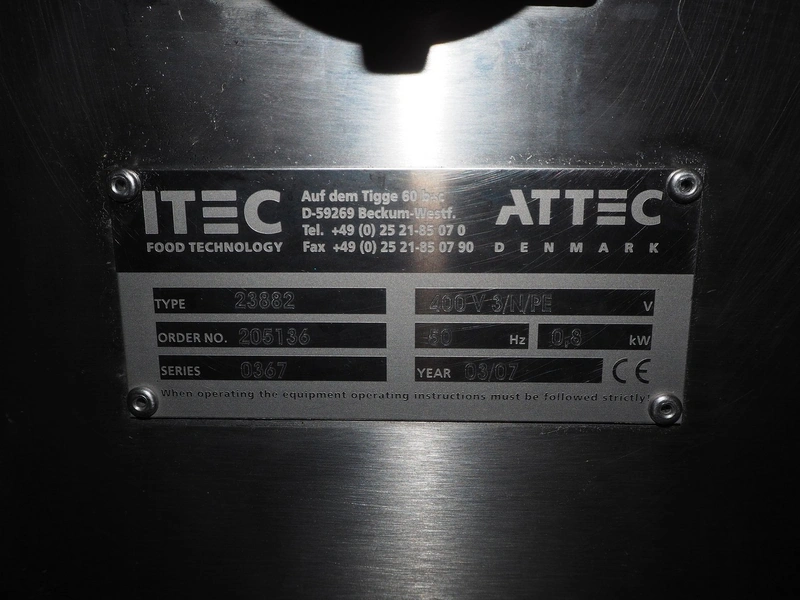 ITEC
FOOD TECHNOLOGY
Auf dem Tigge 60 b+c
D-59269 Beckum-Westf.
Tel. +49 (0) 25 21-85 07 0
Fax +49 (0) 25 21-85 07 90
ATTEC
DENMARK
TYPE 23882
400-V 3/N/PE V
ORDER NO. 205136
50 Hz
0,8 kW
SERIES 0367
YEAR 03/07
CE
When operating the equipment operating instructions must be followed strictly!